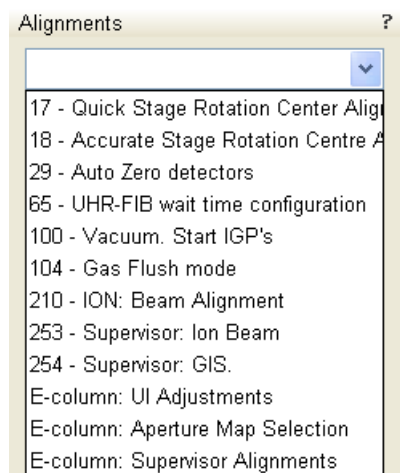 Alignments ?
17 - Quick Stage Rotation Center
18 - Accurate Stage Rotation Centre
29 - Auto Zero detectors
65 - UHR-FIB wait time configuration
100 - Vacuum. Start IGP's
104 - Gas Flush mode
210 - ION: Beam Alignment
253 - Supervisor: Ion Beam
254 - Supervisor: GIS.
E-column: UI Adjustments
E-column: Aperture Map Selection
E-column: Supervisor Alignments